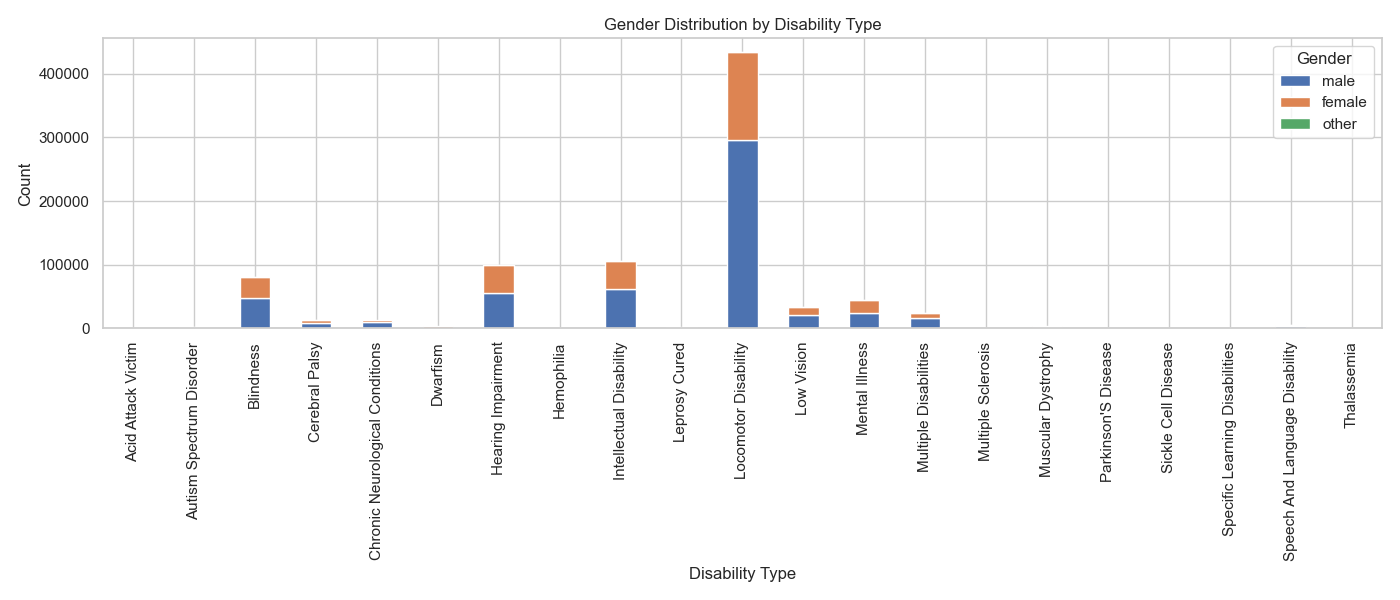 Gender Distribution by Disability Type
Gender
male
female
other
Count
400000
300000
200000
100000
0
Acid Attack Victim
Autism Spectrum Disorder
Blindness
Cerebral Palsy
Chronic Neurological Conditions
Dwarfism
Hearing Impairment
Hemophilia
Intellectual Disability
Leprosy Cured
Locomotor Disability
Low Vision
Mental Illness
Multiple Disabilities
Multiple Sclerosis
Muscular Dystrophy
Parkinson'S Disease
Sickle Cell Disease
Specific Learning Disabilities
Speech And Language Disability
Thalassemia
Disability Type